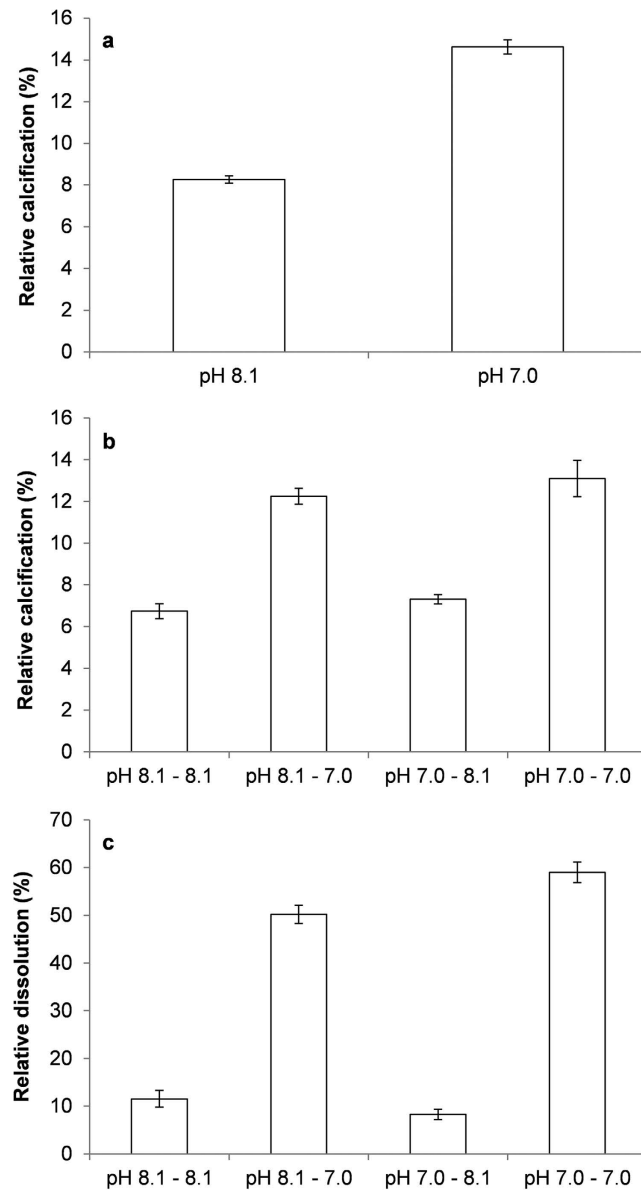 a
Relative calcification (%)
16
14
12
10
8
6
4
2
0
pH 8.1 pH 7.0
b
Relative calcification (%)
16
14
12
10
8
6
4
2
0
pH 8.1 - 8.1 pH 8.1 - 7.0 pH 7.0 - 8.1 pH 7.0 - 7.0
c
Relative dissolution (%)
70
60
50
40
30
20
10
0
pH 8.1 - 8.1 pH 8.1 - 7.0 pH 7.0 - 8.1 pH 7.0 - 7.0